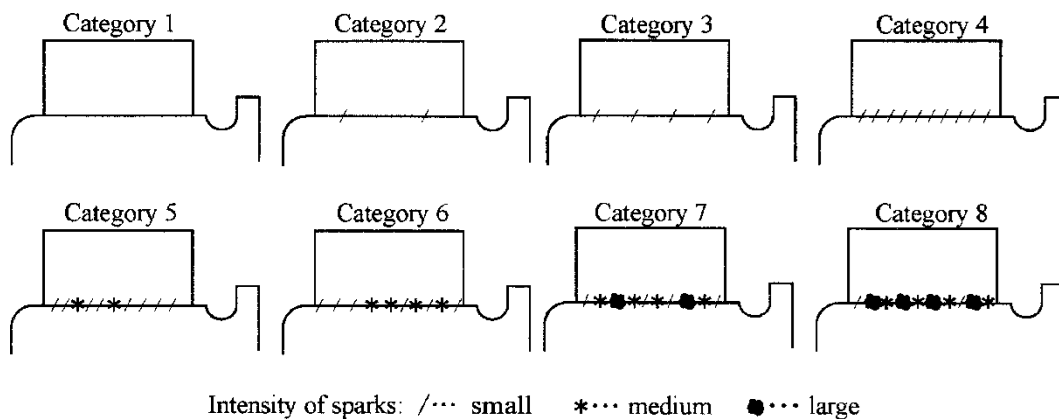 Category 1 Category 2 Category 3 Category 4
Category 5 Category 6 Category 7 Category 8
Intensity of sparks: /··· small *··· medium ✽··· large